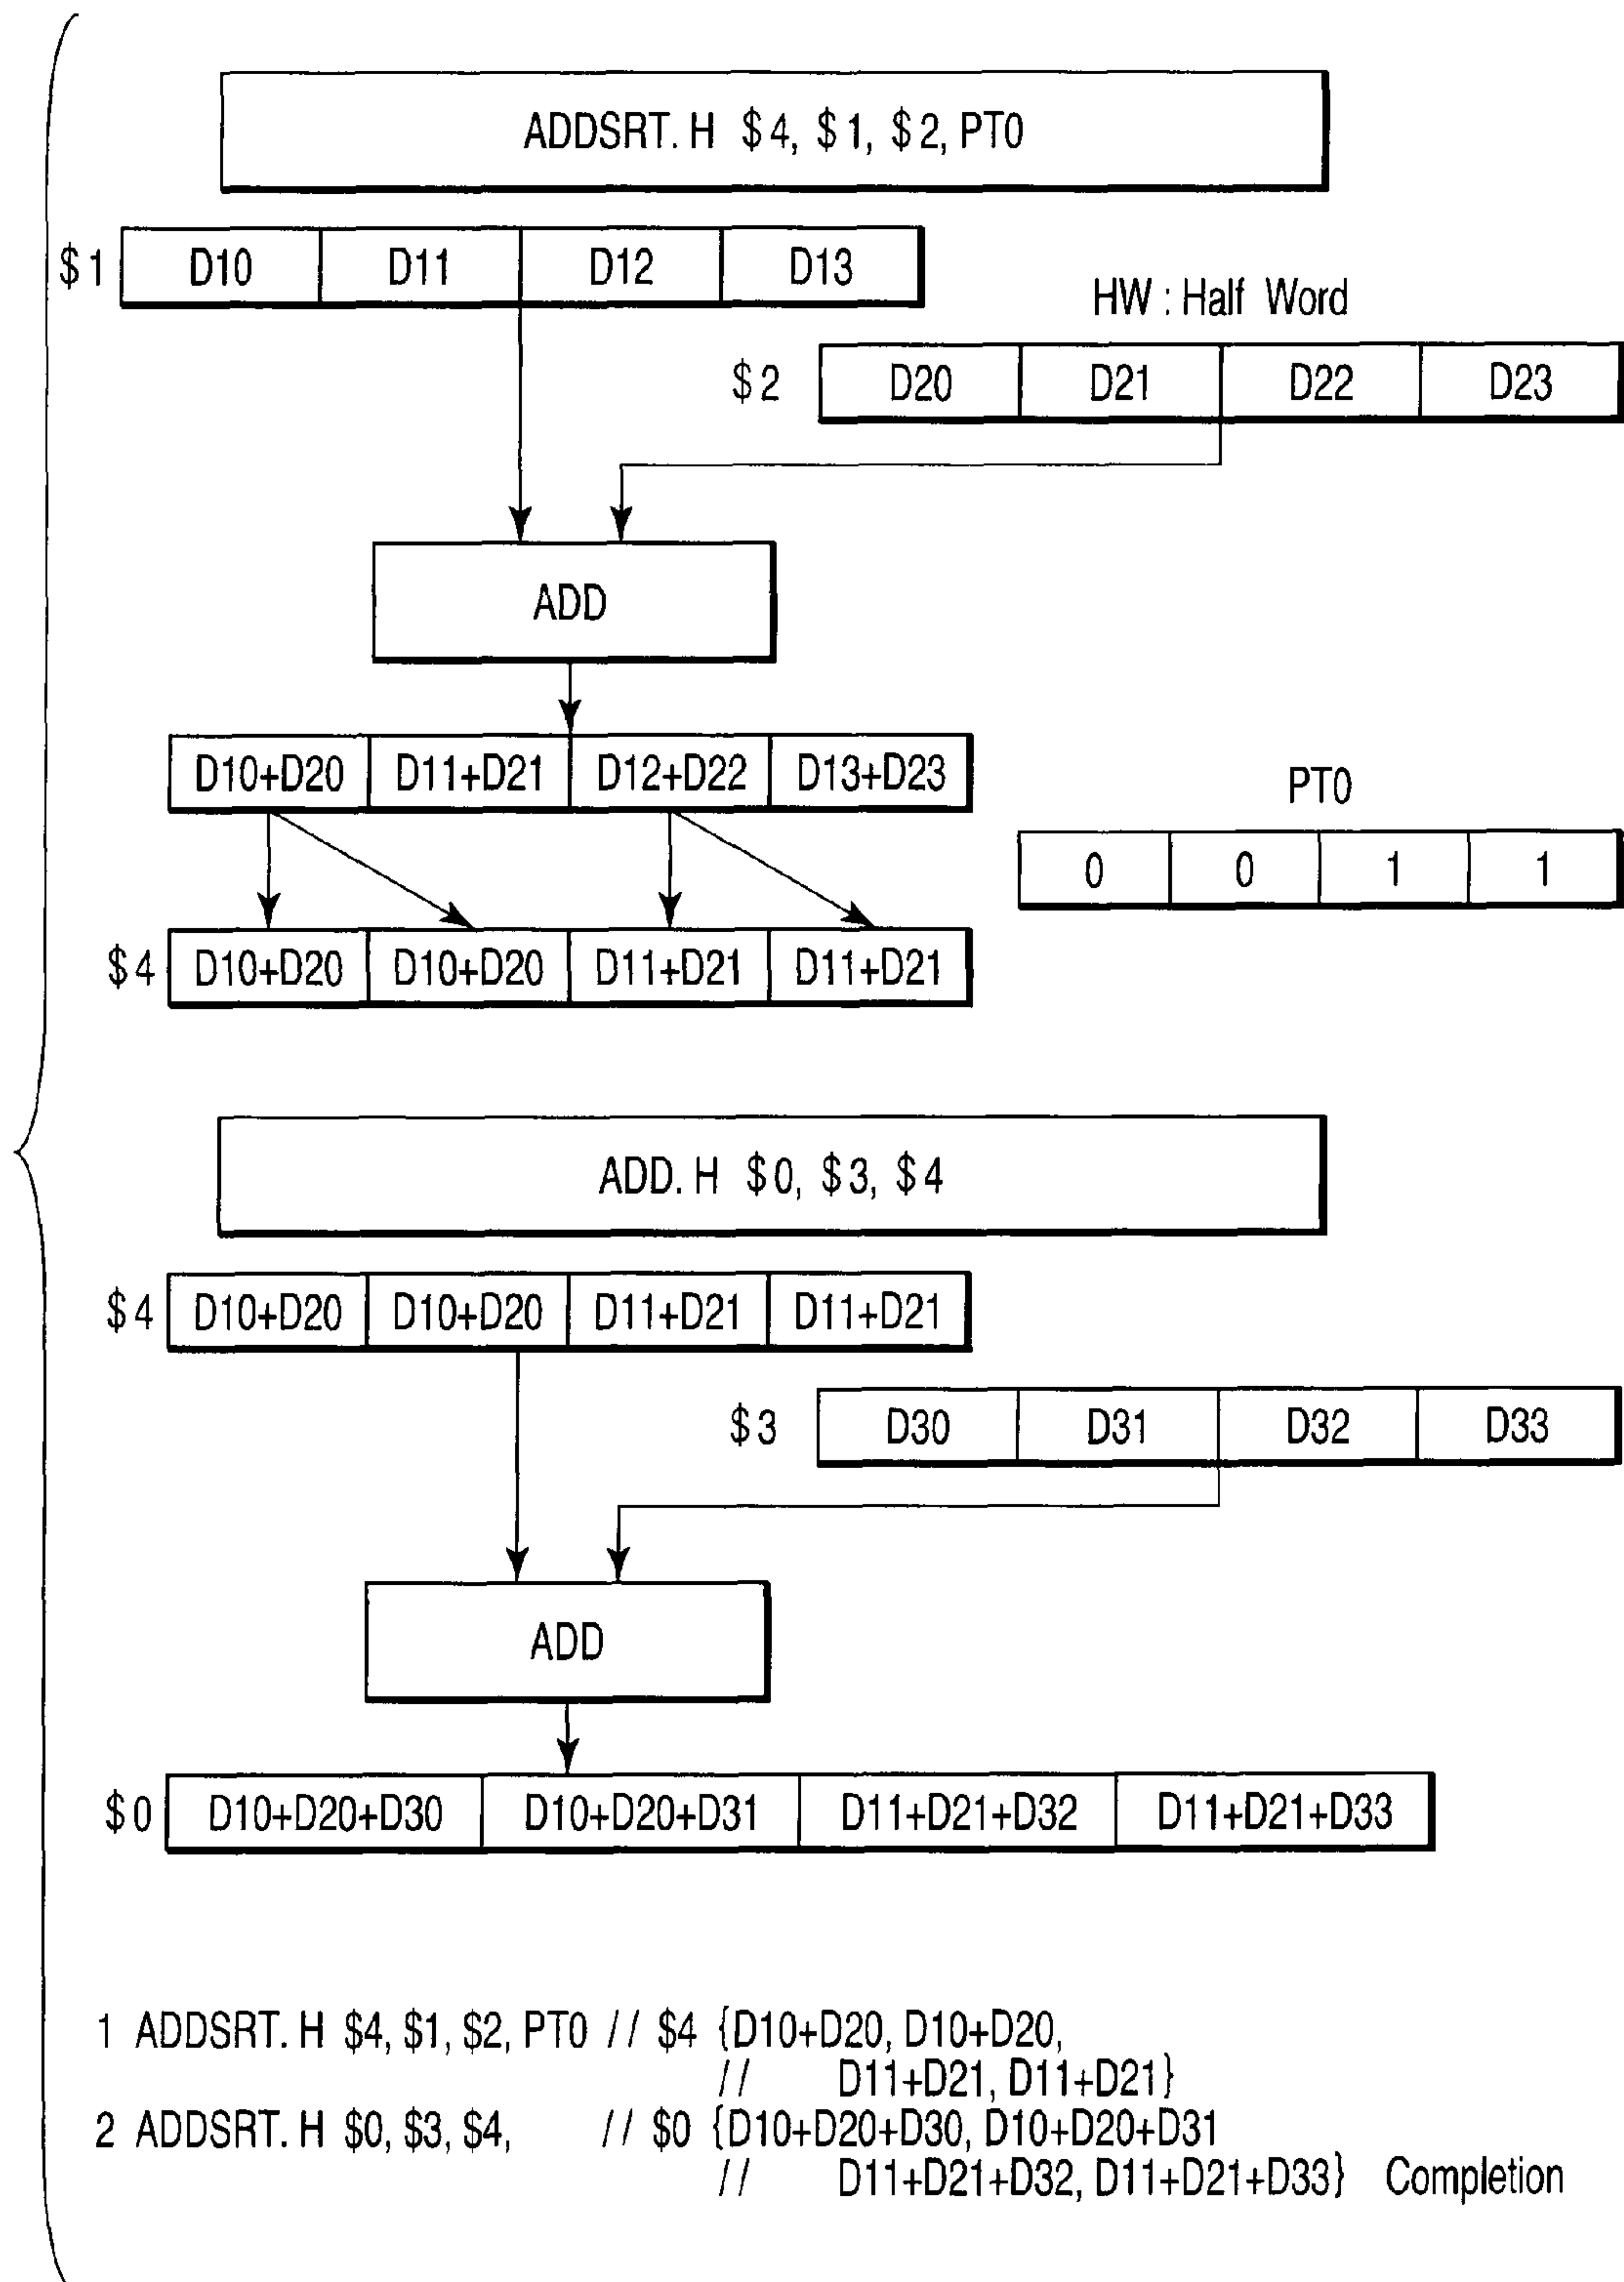 ADDSRT. H $4, $1, $2, PT0
$1 D10 D11 D12 D13
HW : Half Word
$2 D20 D21 D22 D23
ADD
D10+D20 D11+D21 D12+D22 D13+D23
PT0
0 0 1 1
$4 D10+D20 D10+D20 D11+D21 D11+D21
ADD. H $0, $3, $4
$4 D10+D20 D10+D20 D11+D21 D11+D21
$3 D30 D31 D32 D33
ADD
$0 D10+D20+D30 D10+D20+D31 D11+D21+D32 D11+D21+D33
1 ADDSRT. H $4, $1, $2, PT0 // $4 {D10+D20, D10+D20,
// D11+D21, D11+D21}
2 ADDSRT. H $0, $3, $4, // $0 {D10+D20+D30, D10+D20+D31
// D11+D21+D32, D11+D21+D33} Completion